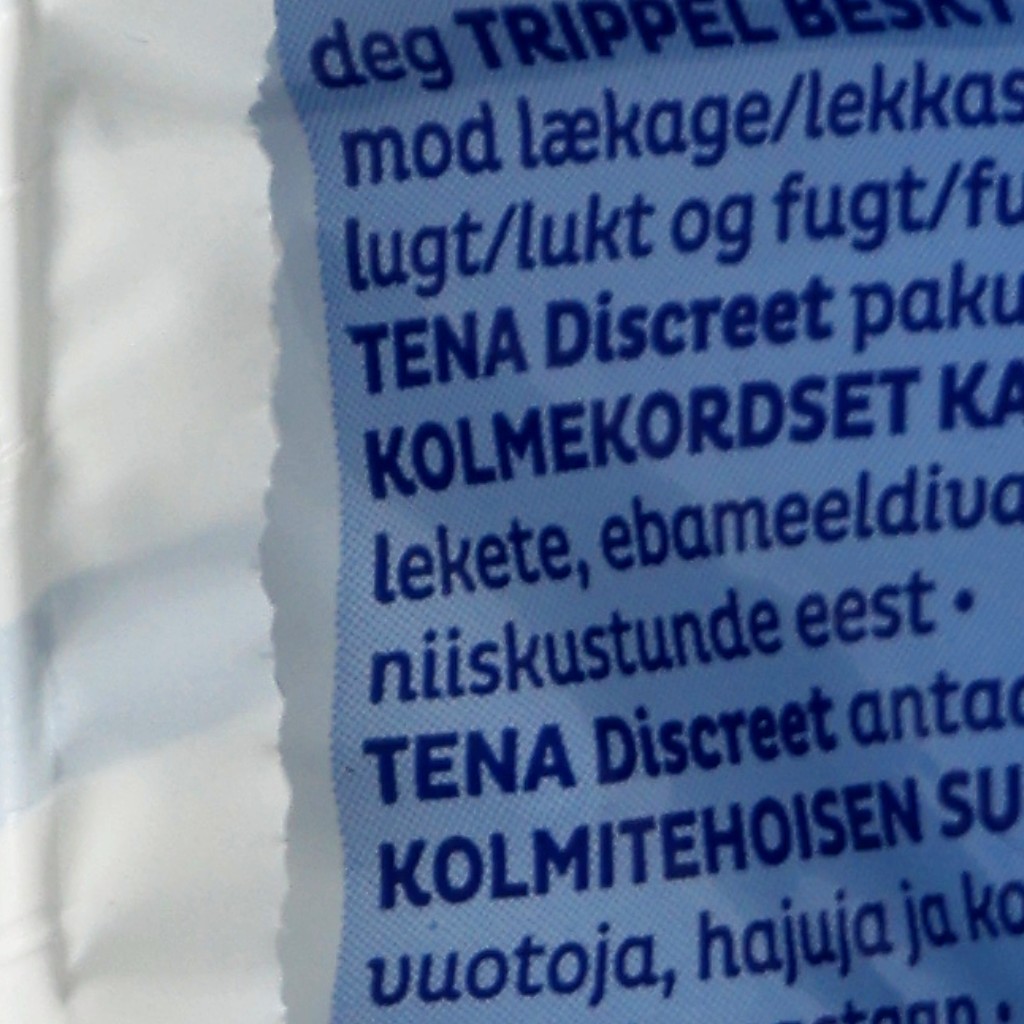 deg TRIPPEL
mod lækage/lekkas
lugt/lukt og fugt/fu
TENA Discreet paku
KOLMEKORDSET KA
lekete, ebameeldiva
niiskustunde eest •
TENA Discreet antaa
KOLMITEHOISEN SU
vuotoja, hajuja ja ko